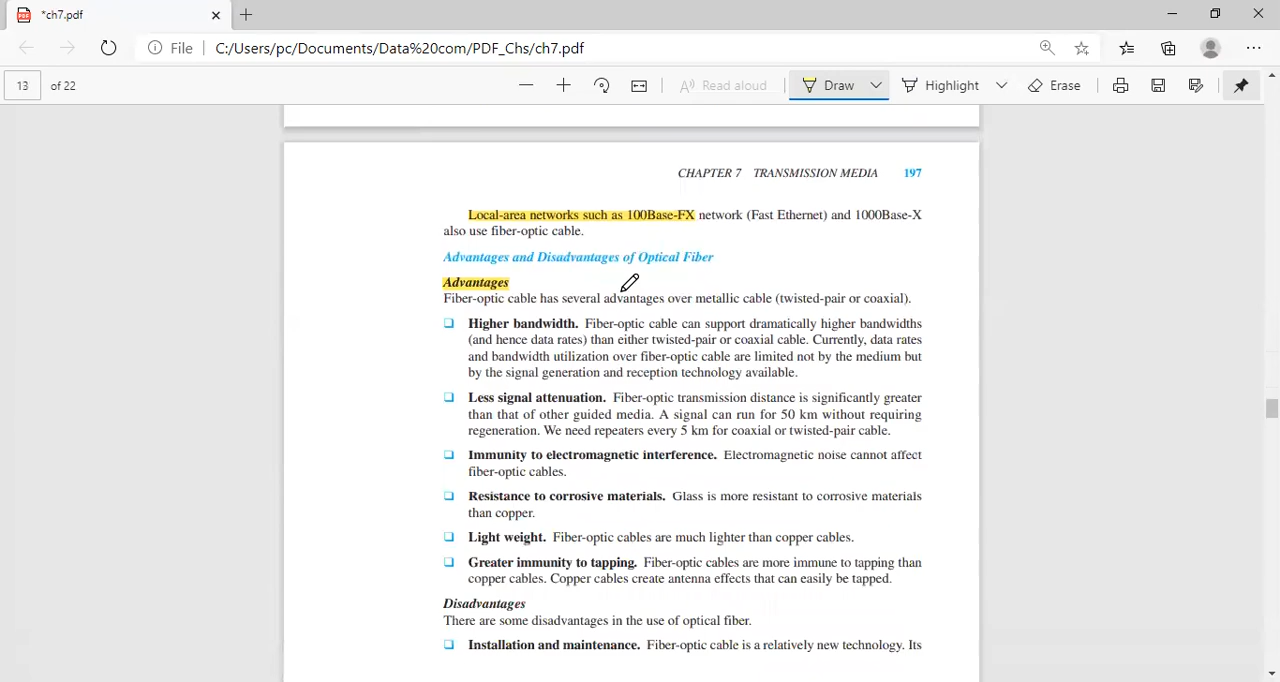 *ch7.pdf
File
C:/Users/pc/Documents/Data%20com/PDF_Chs/ch7.pdf
13 of 22
Read aloud
Draw
Highlight
Erase
CHAPTER 7 TRANSMISSION MEDIA 197
Local-area networks such as 100Base-FX network (Fast Ethernet) and 1000Base-X
also use fiber-optic cable.
Advantages and Disadvantages of Optical Fiber
Advantages
Fiber-optic cable has several advantages over metallic cable (twisted-pair or coaxial).
❑ Higher bandwidth. Fiber-optic cable can support dramatically higher bandwidths
(and hence data rates) than either twisted-pair or coaxial cable. Currently, data rates
and bandwidth utilization over fiber-optic cable are limited not by the medium but
by the signal generation and reception technology available.
❑ Less signal attenuation. Fiber-optic transmission distance is significantly greater
than that of other guided media. A signal can run for 50 km without requiring
regeneration. We need repeaters every 5 km for coaxial or twisted-pair cable.
❑ Immunity to electromagnetic interference. Electromagnetic noise cannot affect
fiber-optic cables.
❑ Resistance to corrosive materials. Glass is more resistant to corrosive materials
than copper.
❑ Light weight. Fiber-optic cables are much lighter than copper cables.
❑ Greater immunity to tapping. Fiber-optic cables are more immune to tapping than
copper cables. Copper cables create antenna effects that can easily be tapped.
Disadvantages
There are some disadvantages in the use of optical fiber.
❑ Installation and maintenance. Fiber-optic cable is a relatively new technology. Its